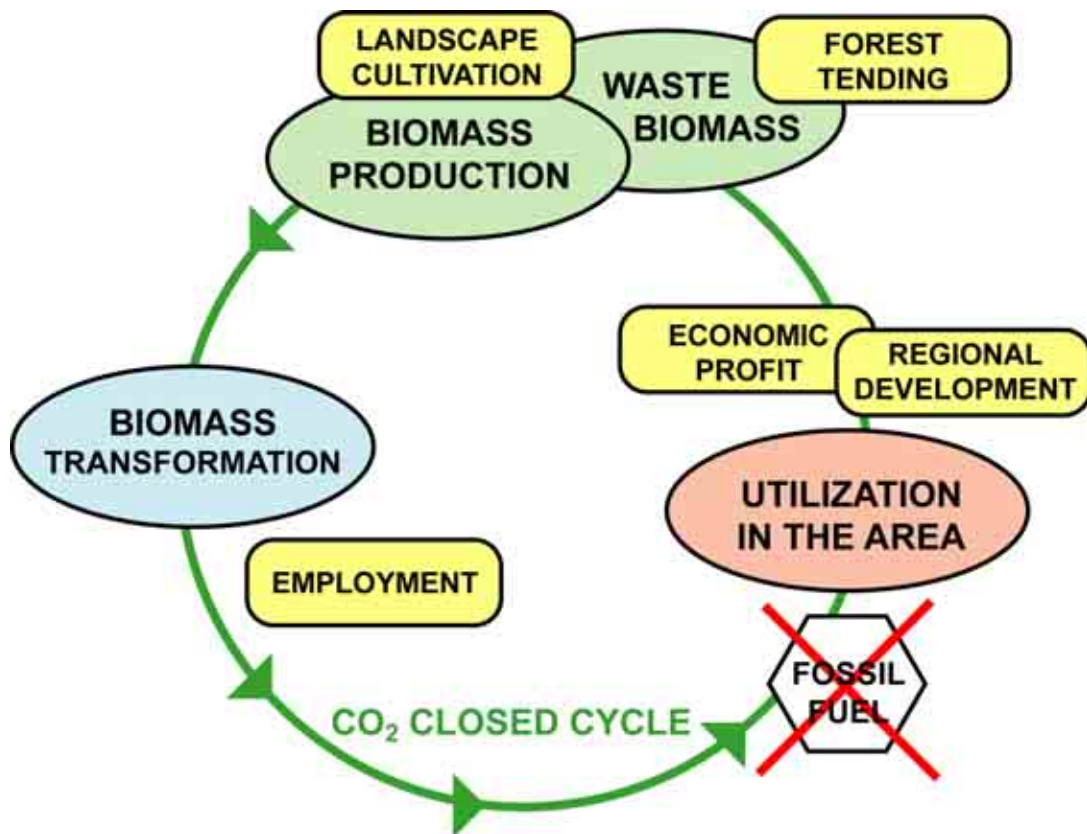 LANDSCAPE
CULTIVATION
FOREST
TENDING
WASTE
BIOMASS
BIOMASS
PRODUCTION
ECONOMIC
PROFIT
REGIONAL
DEVELOPMENT
BIOMASS
TRANSFORMATION
UTILIZATION
IN THE AREA
EMPLOYMENT
FOSSIL
FUEL
CO₂ CLOSED CYCLE